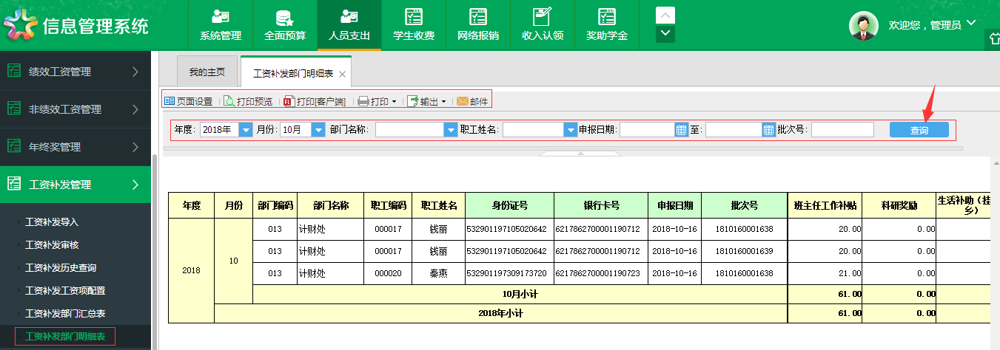 信息管理系统
系统管理 全面预算 人员支出 学生收费 网络报销 收入认领 奖助学金
欢迎您，管理员
绩效工资管理
非绩效工资管理
年终奖管理
工资补发管理
工资补发导入
工资补发审核
工资补发历史查询
工资补发工资项配置
工资补发部门汇总表
工资补发部门明细表
我的主页 工资补发部门明细表
页面设置 打印预览 打印[客户端] 打印 输出 邮件
年度: 2018年 月份: 10月 部门名称: 职工姓名: 申报日期: 至: 批次号: 查询
年度 月份 部门编码 部门名称 职工编码 职工姓名 身份证号 银行卡号 申报日期 批次号 班主任工作补贴 科研奖励 生活补助（挂
乡）
2018 10 013 计财处 000017 钱丽 532901197105020642 6217862700001190712 2018-10-16 1810160001638 20.00 0.00
013 计财处 000017 钱丽 532901197105020642 6217862700001190712 2018-10-16 1810160001639 20.00 0.00
013 计财处 000020 秦燕 532901197309173720 6217862700001190723 2018-10-16 1810160001638 21.00 0.00
10月小计 61.00 0.00
2018年小计 61.00 0.00